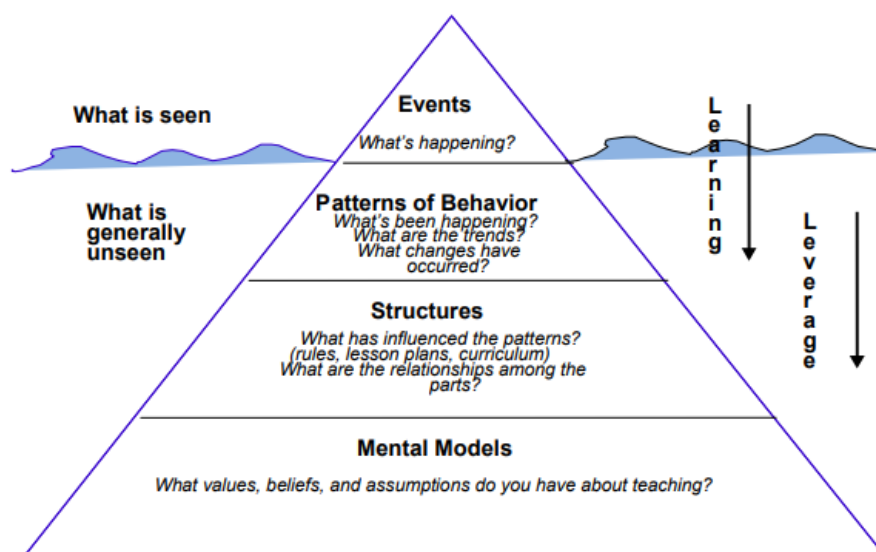 What is seen
Events
What's happening?
What is
generally
unseen
Patterns of Behavior
What's been happening?
What are the trends?
What changes have
occurred?
Structures
What has influenced the patterns?
(rules, lesson plans, curriculum)
What are the relationships among the
parts?
Mental Models
What values, beliefs, and assumptions do you have about teaching?
Learning
Leverage